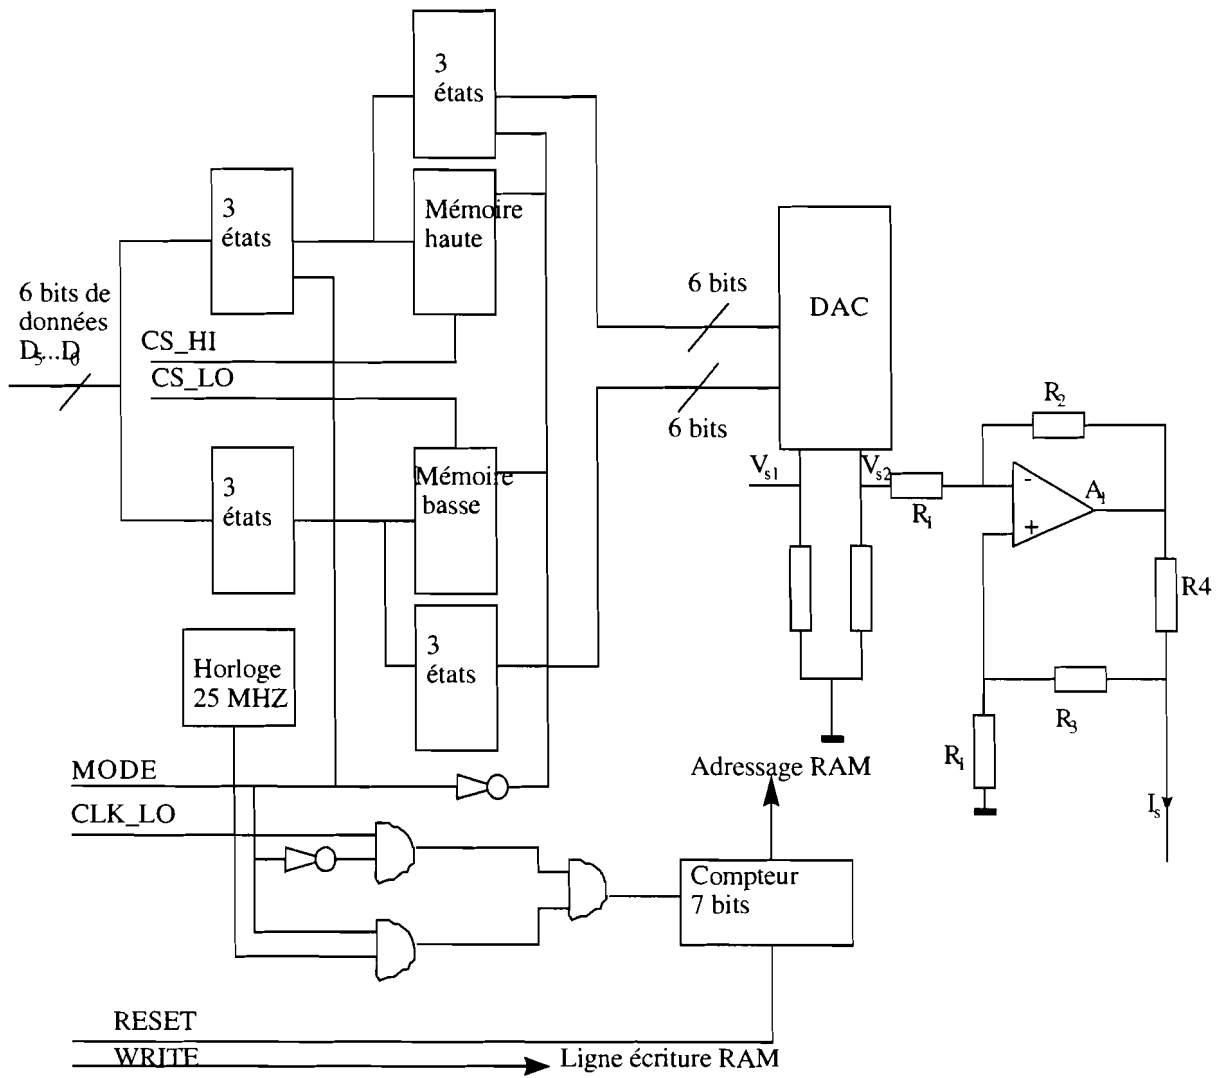 3
états
3
états
Mémoire
haute
6 bits de
données
D5...D0
CS_HI
CS_LO
6 bits
DAC
6 bits
R2
3
états
Mémoire
basse
Vs1
Vs2
Ri
-
+
A1
R4
3
états
Horloge
25 MHZ
R3
Ri
Is
MODE
CLK_LO
Adressage RAM
Compteur
7 bits
RESET
WRITE
Ligne écriture RAM